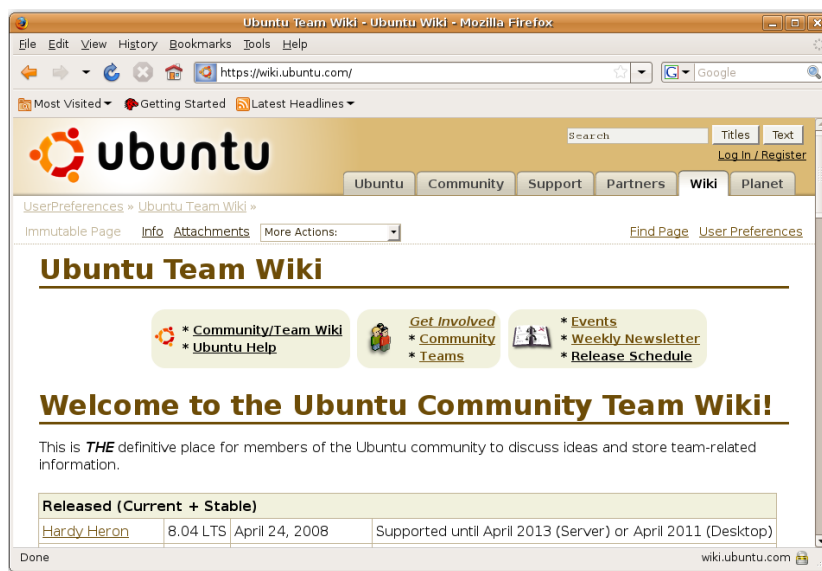 Ubuntu Team Wiki - Ubuntu Wiki - Mozilla Firefox
File Edit View History Bookmarks Tools Help
https://wiki.ubuntu.com/ G Google
Most Visited Getting Started Latest Headlines
ubuntu
Search Titles Text
Log In / Register
Ubuntu Community Support Partners Wiki Planet
UserPreferences » Ubuntu Team Wiki »
Immutable Page Info Attachments More Actions: Find Page User Preferences
Ubuntu Team Wiki
* Community/Team Wiki
* Ubuntu Help
Get Involved
* Community
* Teams
* Events
* Weekly Newsletter
* Release Schedule
Welcome to the Ubuntu Community Team Wiki!
This is THE definitive place for members of the Ubuntu community to discuss ideas and store team-related
information.
Released (Current + Stable)
Hardy Heron 8.04 LTS April 24, 2008 Supported until April 2013 (Server) or April 2011 (Desktop)
Done wiki.ubuntu.com